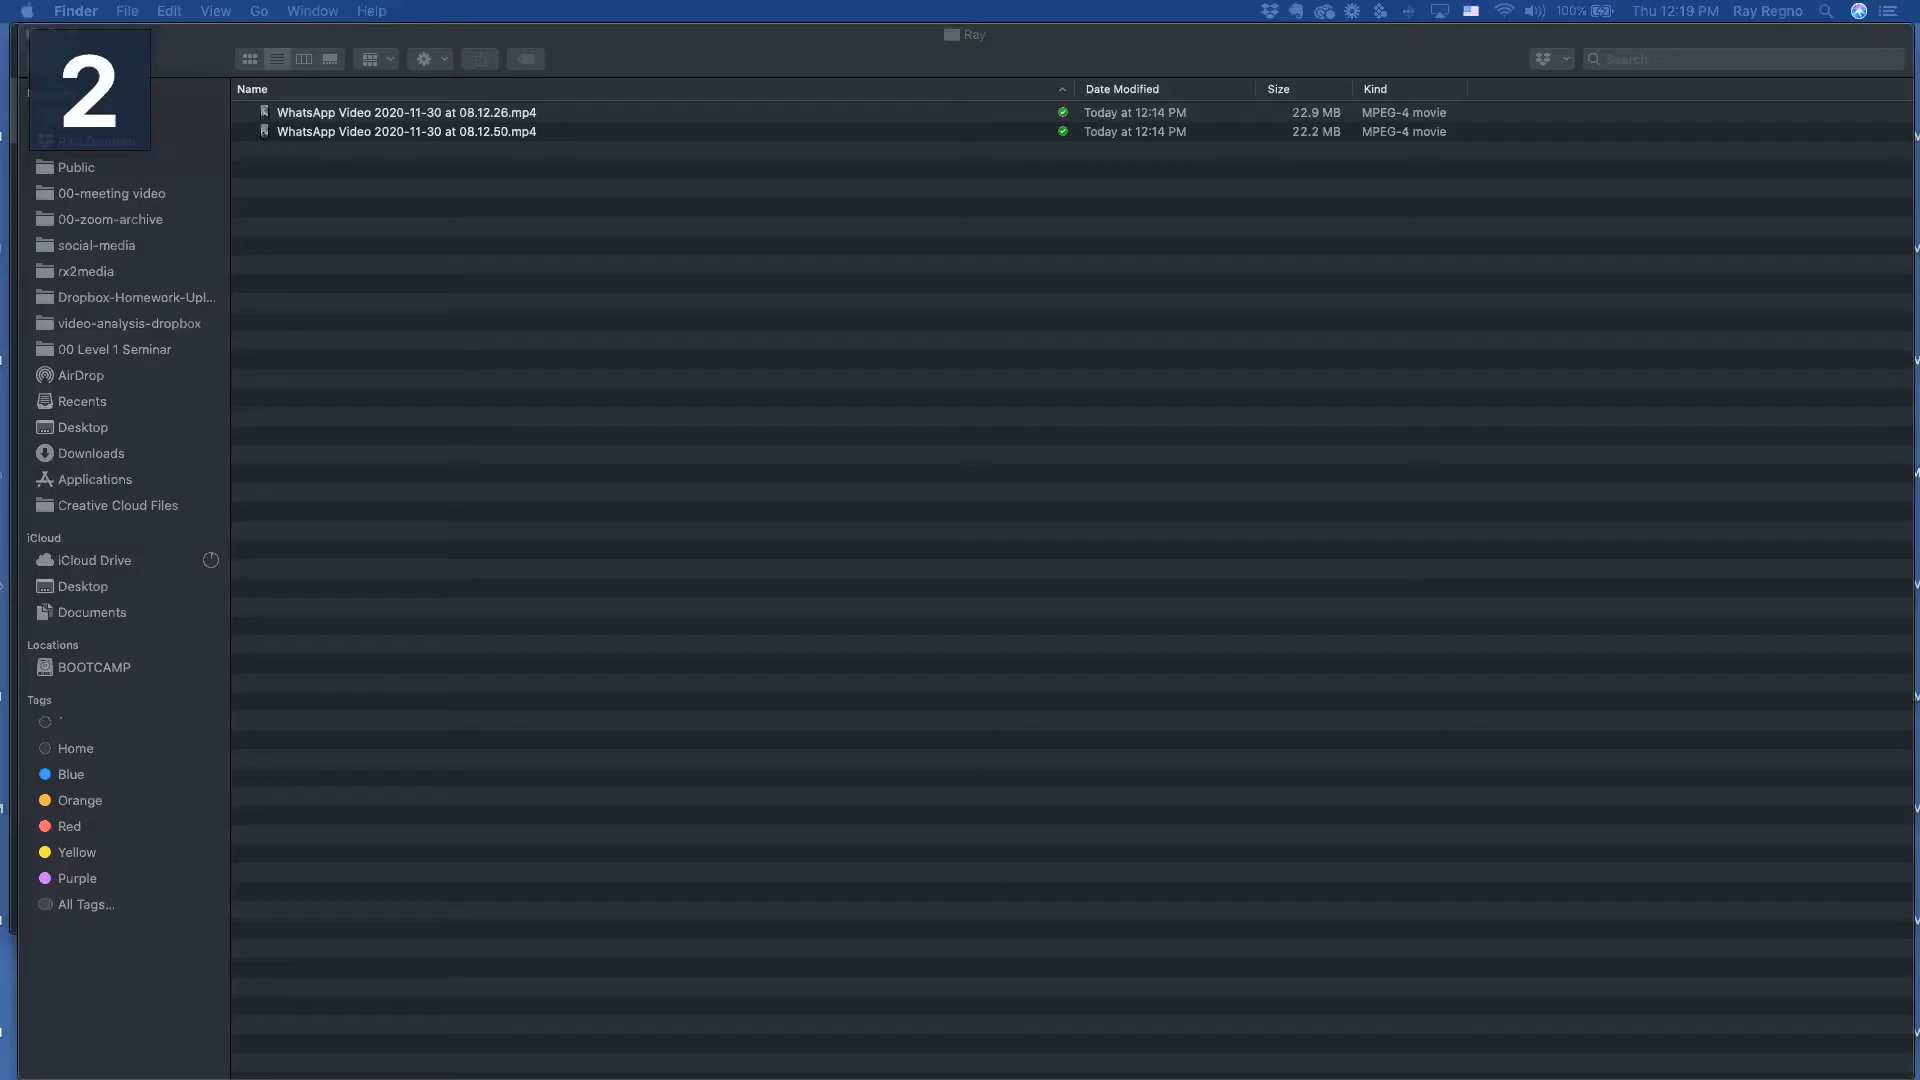 Finder File Edit View Go Window Help 100% Thu 12:19 PM Ray Regno
Ray
Search
2
Name Date Modified Size Kind
WhatsApp Video 2020-11-30 at 08.12.26.mp4 Today at 12:14 PM 22.9 MB MPEG-4 movie
WhatsApp Video 2020-11-30 at 08.12.50.mp4 Today at 12:14 PM 22.2 MB MPEG-4 movie
Public
00-meeting video
00-zoom-archive
social-media
rx2media
Dropbox-Homework-Upl...
video-analysis-dropbox
00 Level 1 Seminar
AirDrop
Recents
Desktop
Downloads
Applications
Creative Cloud Files
iCloud
iCloud Drive
Desktop
Documents
Locations
BOOTCAMP
Tags
Home
Blue
Orange
Red
Yellow
Purple
All Tags...